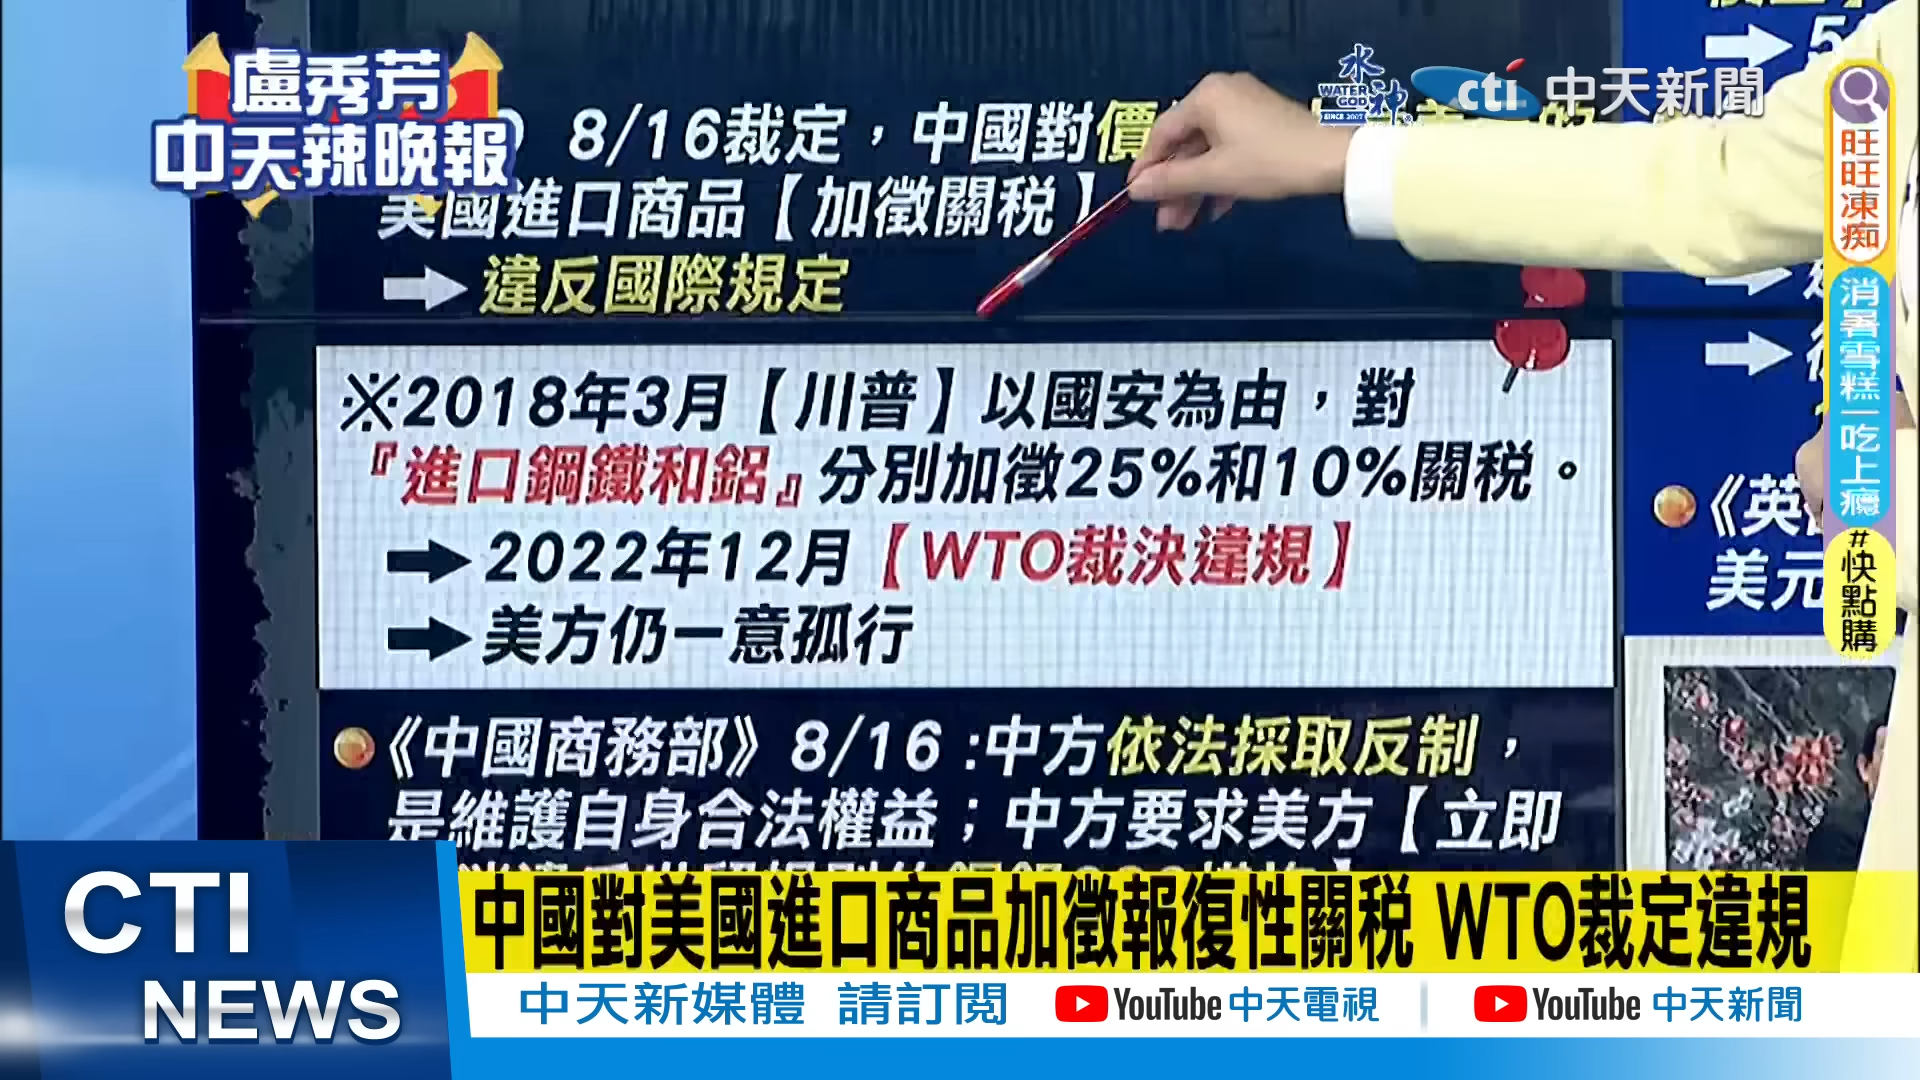 盧秀芳
中天辣晚報
水神
WATER GOD
SINCE 2007
cti 中天新聞
8/16裁定，中國對價
美國進口商品【加徵關稅】
違反國際規定
※2018年3月【川普】以國安為由，對
『進口鋼鐵和鋁』分別加徵25%和10%關稅。
2022年12月【WTO裁決違規】
美方仍一意孤行
《中國商務部》8/16 :中方依法採取反制，
是維護自身合法權益；中方要求美方【立即
《英
美元
旺旺凍痴
消暑雪糕一吃上癮
#快點購
CTI
NEWS
中國對美國進口商品加徵報復性關稅 WTO裁定違規
中天新媒體 請訂閱 YouTube 中天電視 | YouTube 中天新聞